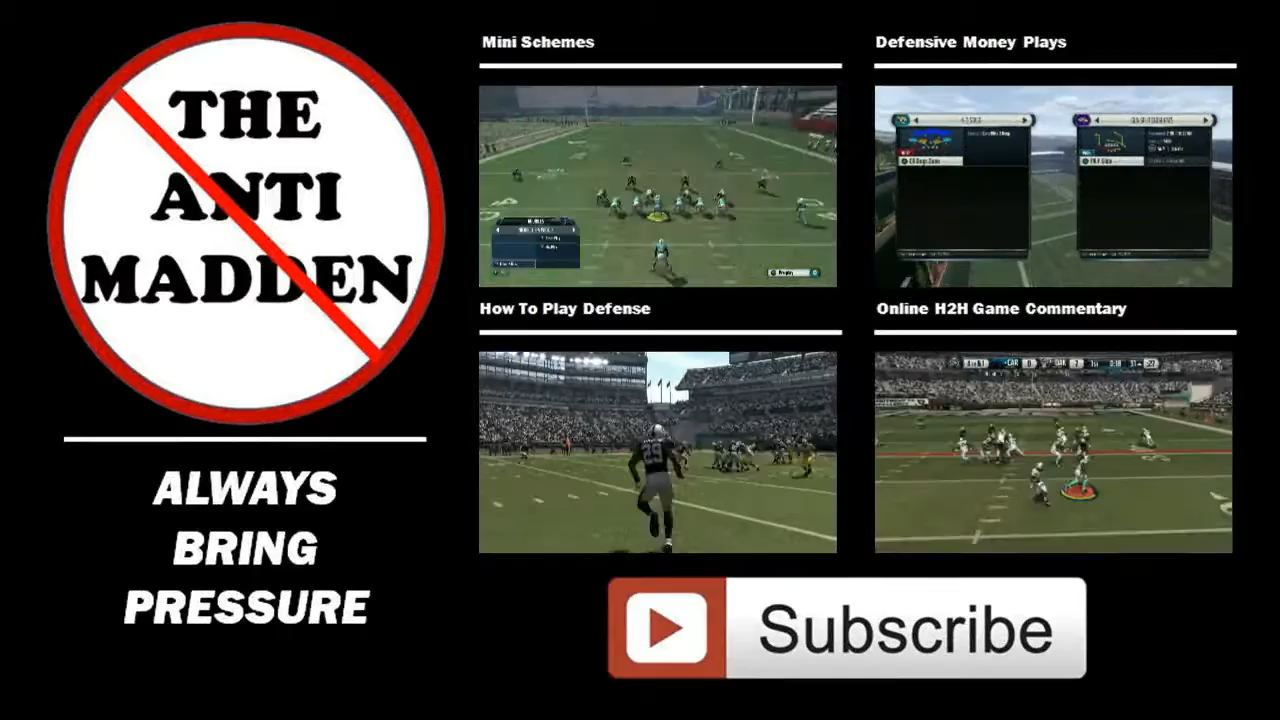 THE
ANTI
MADDEN
ALWAYS
BRING
PRESSURE
Mini Schemes
Defensive Money Plays
How To Play Defense
Online H2H Game Commentary
Subscribe